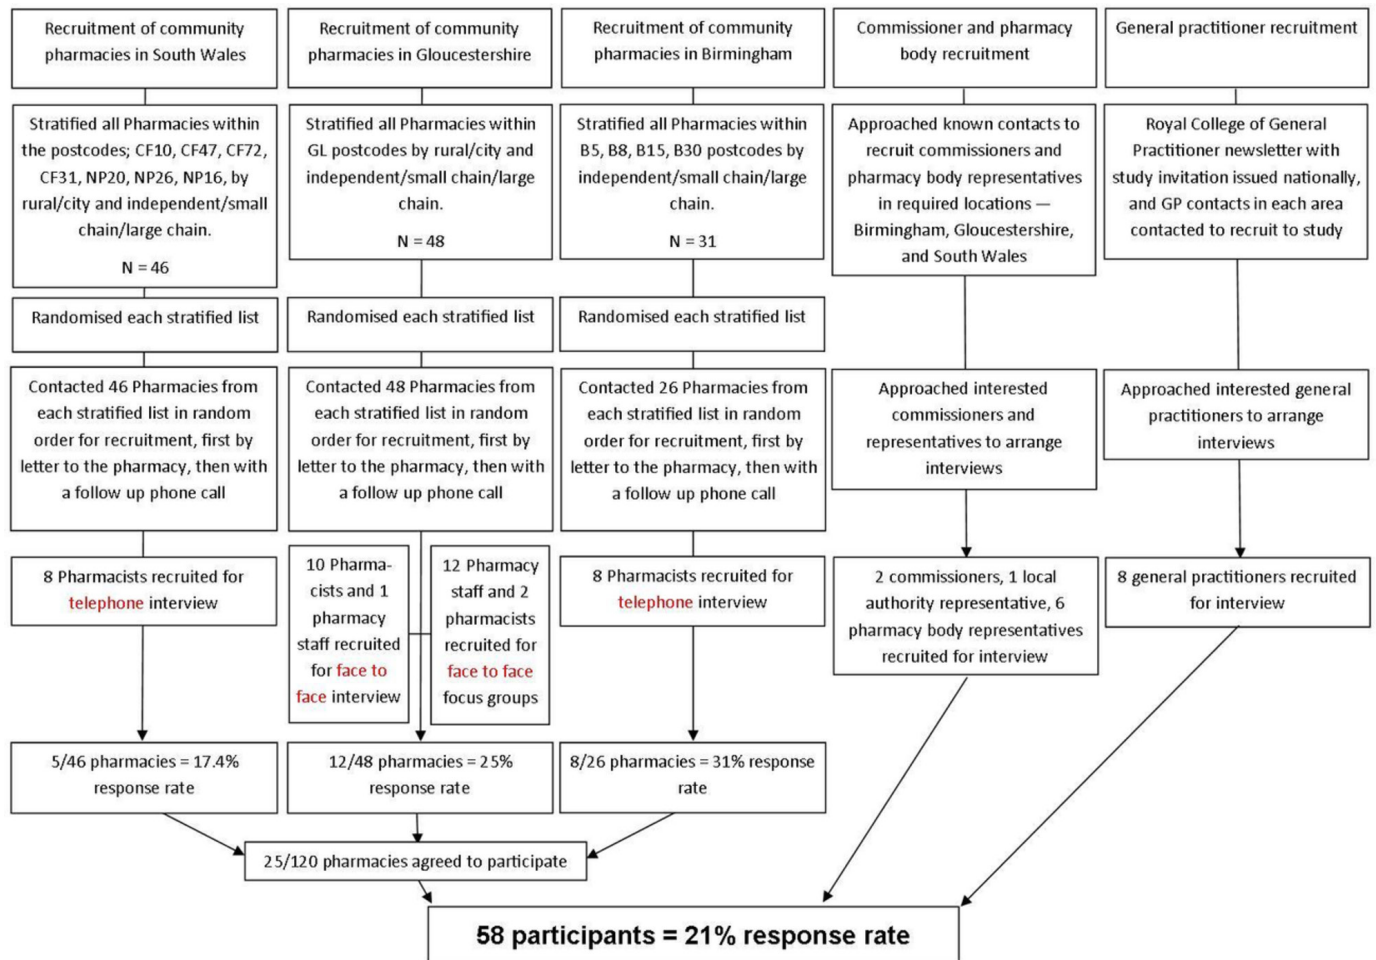 Recruitment of community
pharmacies in South Wales
Recruitment of community
pharmacies in Gloucestershire
Recruitment of community
pharmacies in Birmingham
Commissioner and pharmacy
body recruitment
General practitioner recruitment
Stratified all Pharmacies within
the postcodes; CF10, CF47, CF72,
CF31, NP20, NP26, NP16, by
rural/city and independent/small
chain/large chain.
N = 46
Stratified all Pharmacies within
GL postcodes by rural/city and
independent/small chain/large
chain.
N = 48
Stratified all Pharmacies within
B5, B8, B15, B30 postcodes by
independent/small chain/large
chain.
N = 31
Approached known contacts to
recruit commissioners and
pharmacy body representatives
in required locations —
Birmingham, Gloucestershire,
and South Wales
Royal College of General
Practitioner newsletter with
study invitation issued nationally,
and GP contacts in each area
contacted to recruit to study
Randomised each stratified list
Randomised each stratified list
Randomised each stratified list
Contacted 46 Pharmacies from
each stratified list in random
order for recruitment, first by
letter to the pharmacy, then with
a follow up phone call
Contacted 48 Pharmacies from
each stratified list in random
order for recruitment, first by
letter to the pharmacy, then with
a follow up phone call
Contacted 26 Pharmacies from
each stratified list in random
order for recruitment, first by
letter to the pharmacy, then with
a follow up phone call
Approached interested
commissioners and
representatives to arrange
interviews
Approached interested general
practitioners to arrange
interviews
8 Pharmacists recruited for
telephone interview
10 Pharma-
cists and 1
pharmacy
staff recruited
for face to
face interview
12 Pharmacy
staff and 2
pharmacists
recruited for
face to face
focus groups
8 Pharmacists recruited for
telephone interview
2 commissioners, 1 local
authority representative, 6
pharmacy body representatives
recruited for interview
8 general practitioners recruited
for interview
5/46 pharmacies = 17.4%
response rate
12/48 pharmacies = 25%
response rate
8/26 pharmacies = 31% response
rate
25/120 pharmacies agreed to participate
58 participants = 21% response rate